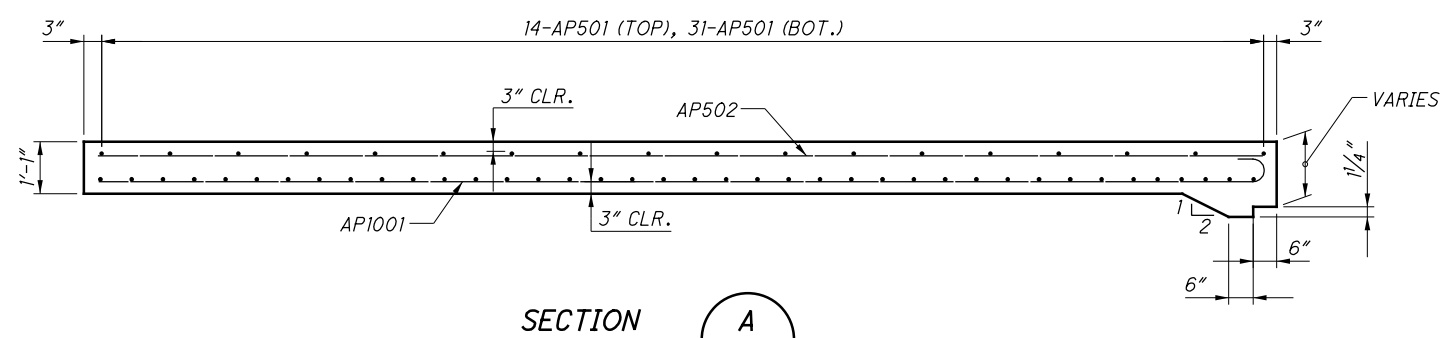 3"
14-AP501 (TOP), 31-AP501 (BOT.)
3"
3" CLR.
AP502
VARIES
1'-1"
1¼"
AP1001
3" CLR.
1
2
6"
6"
SECTION A